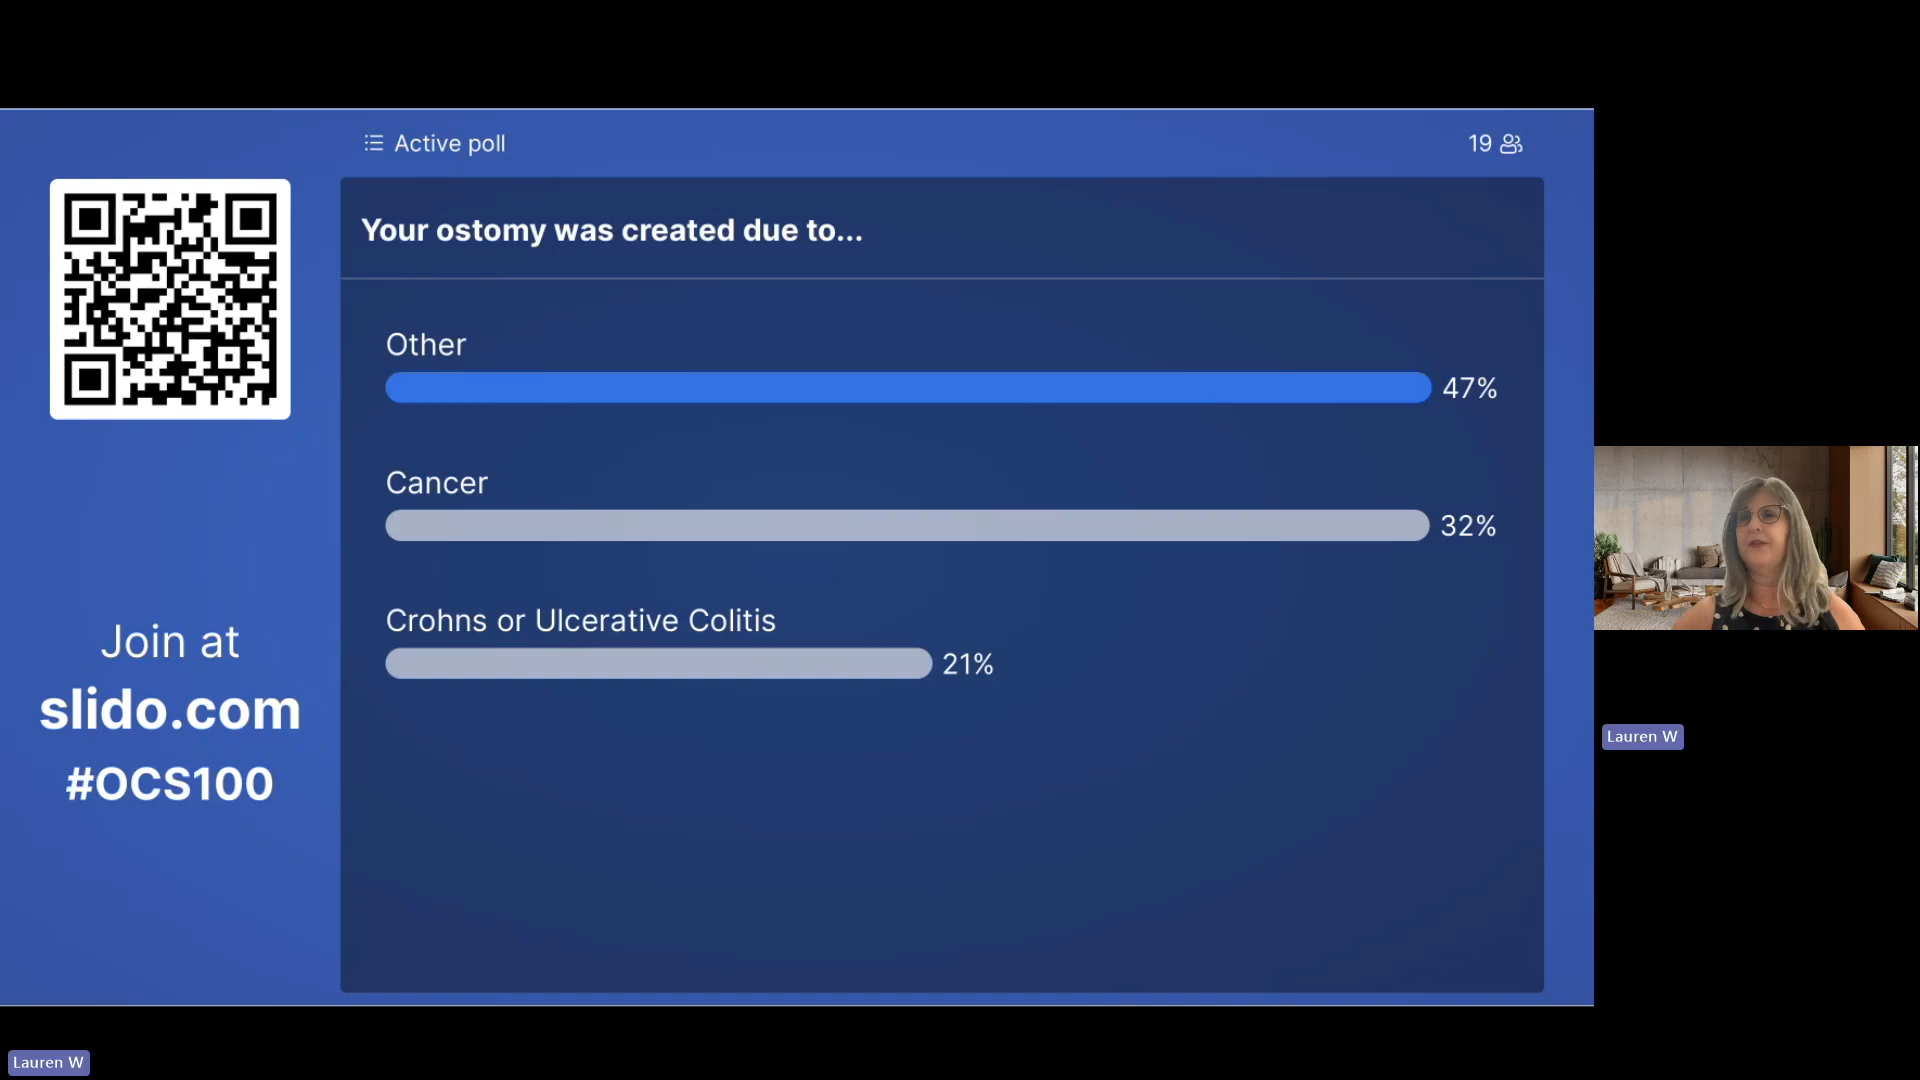 Active poll
19
Your ostomy was created due to...
Other
47%
Cancer
32%
Crohns or Ulcerative Colitis
21%
Join at
slido.com
#OCS100
Lauren W
Lauren W